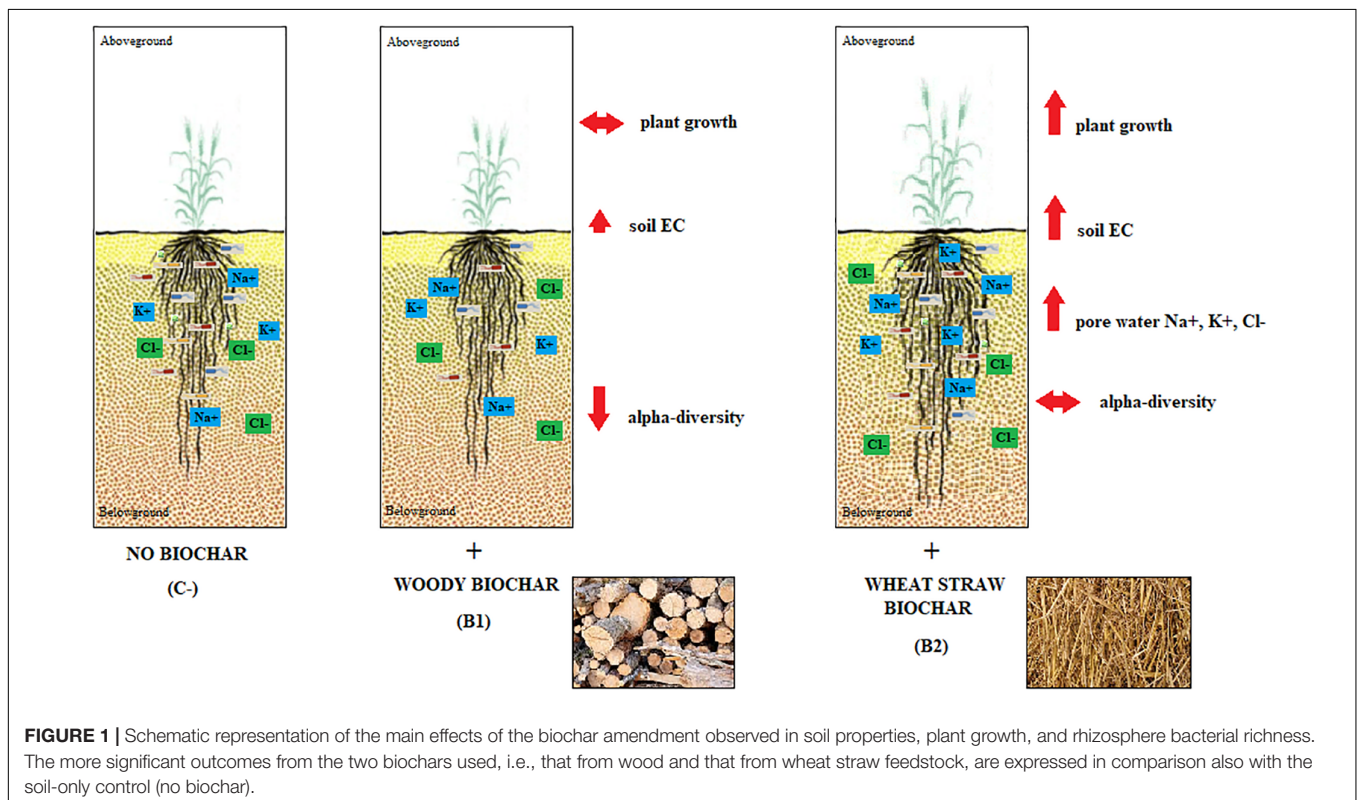 Aboveground
Na+
K+
K+
Cl-
Cl-
Na+
Cl-
Belowground
NO BIOCHAR
(C-)
Aboveground
Na+
Cl-
K+
Cl-
K+
Na+
Cl-
Belowground
plant growth
soil EC
alpha-diversity
+
WOODY BIOCHAR
(B1)
Aboveground
K+
Cl-
Na+
Na+
K+
K+
Cl-
Na+
Cl-
Cl-
Belowground
plant growth
soil EC
pore water Na+, K+, Cl-
alpha-diversity
+
WHEAT STRAW
BIOCHAR
(B2)
FIGURE 1 | Schematic representation of the main effects of the biochar amendment observed in soil properties, plant growth, and rhizosphere bacterial richness.
The more significant outcomes from the two biochars used, i.e., that from wood and that from wheat straw feedstock, are expressed in comparison also with the
soil-only control (no biochar).